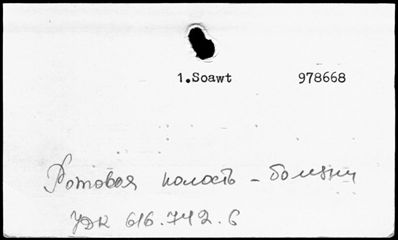 1.Soawt 978668
Ротовая полость - болезни
УДК 616.742.6